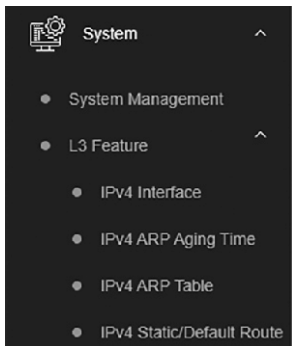 System
System Management
L3 Feature
IPv4 Interface
IPv4 ARP Aging Time
IPv4 ARP Table
IPv4 Static/Default Route